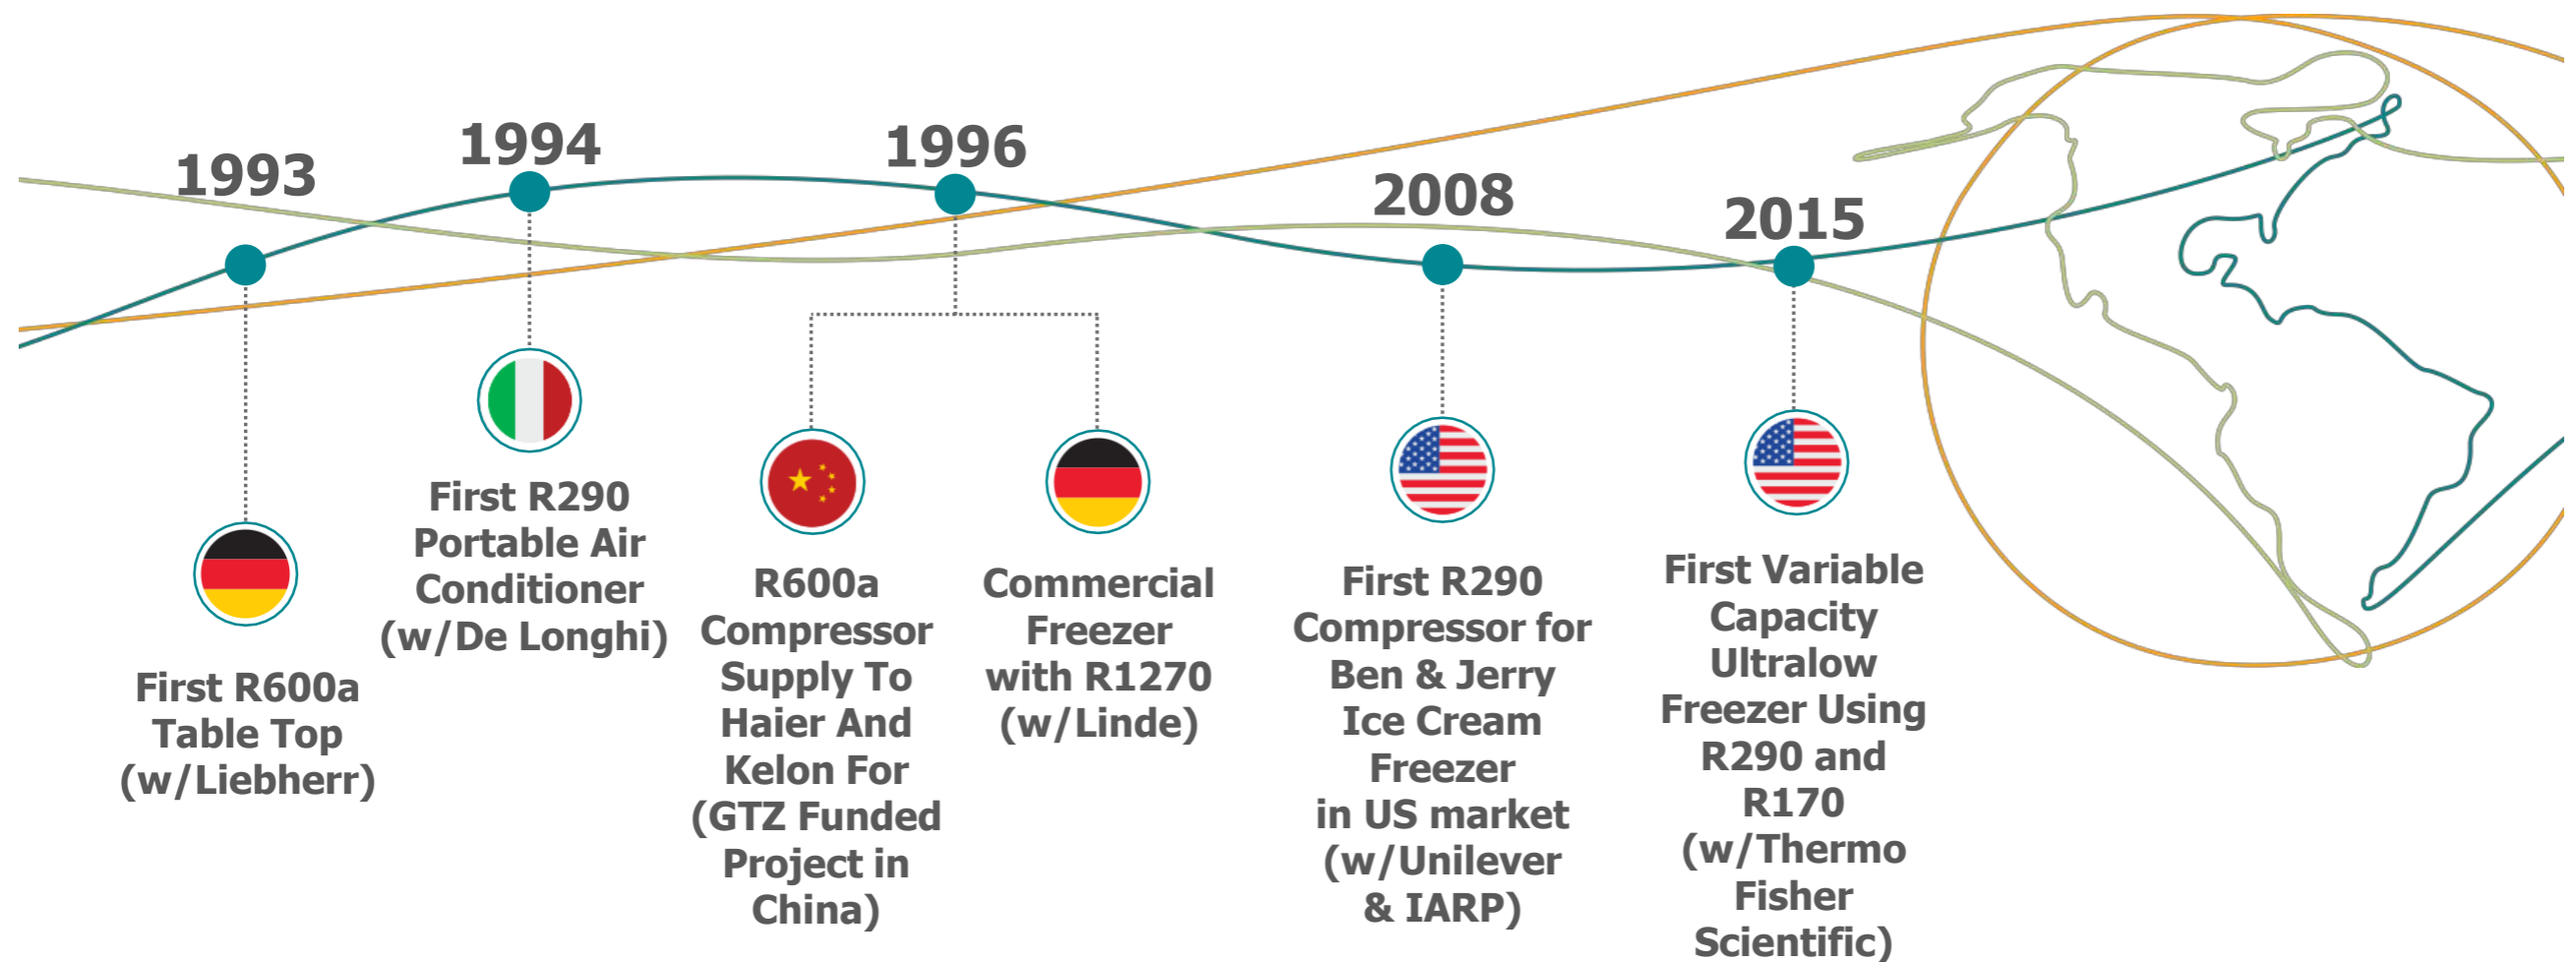 1993
First R600a
Table Top
(w/Liebherr)
1994
First R290
Portable Air
Conditioner
(w/De Longhi)
1996
R600a
Compressor
Supply To
Haier And
Kelon For
(GTZ Funded
Project in
China)
Commercial
Freezer
with R1270
(w/Linde)
2008
First R290
Compressor for
Ben & Jerry
Ice Cream
Freezer
in US market
(w/Unilever
& IARP)
2015
First Variable
Capacity
Ultralow
Freezer Using
R290 and
R170
(w/Thermo
Fisher
Scientific)